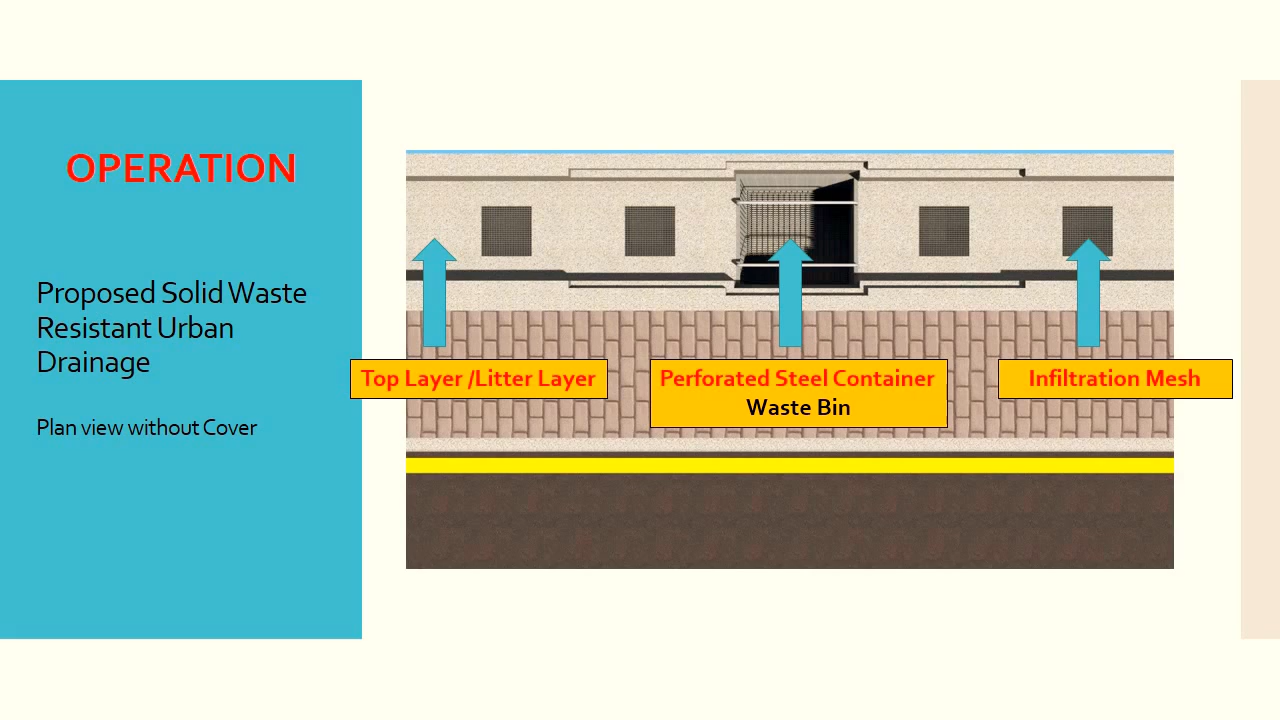 OPERATION
Proposed Solid Waste
Resistant Urban
Drainage
Plan view without Cover
Top Layer /Litter Layer
Perforated Steel Container
Waste Bin
Infiltration Mesh